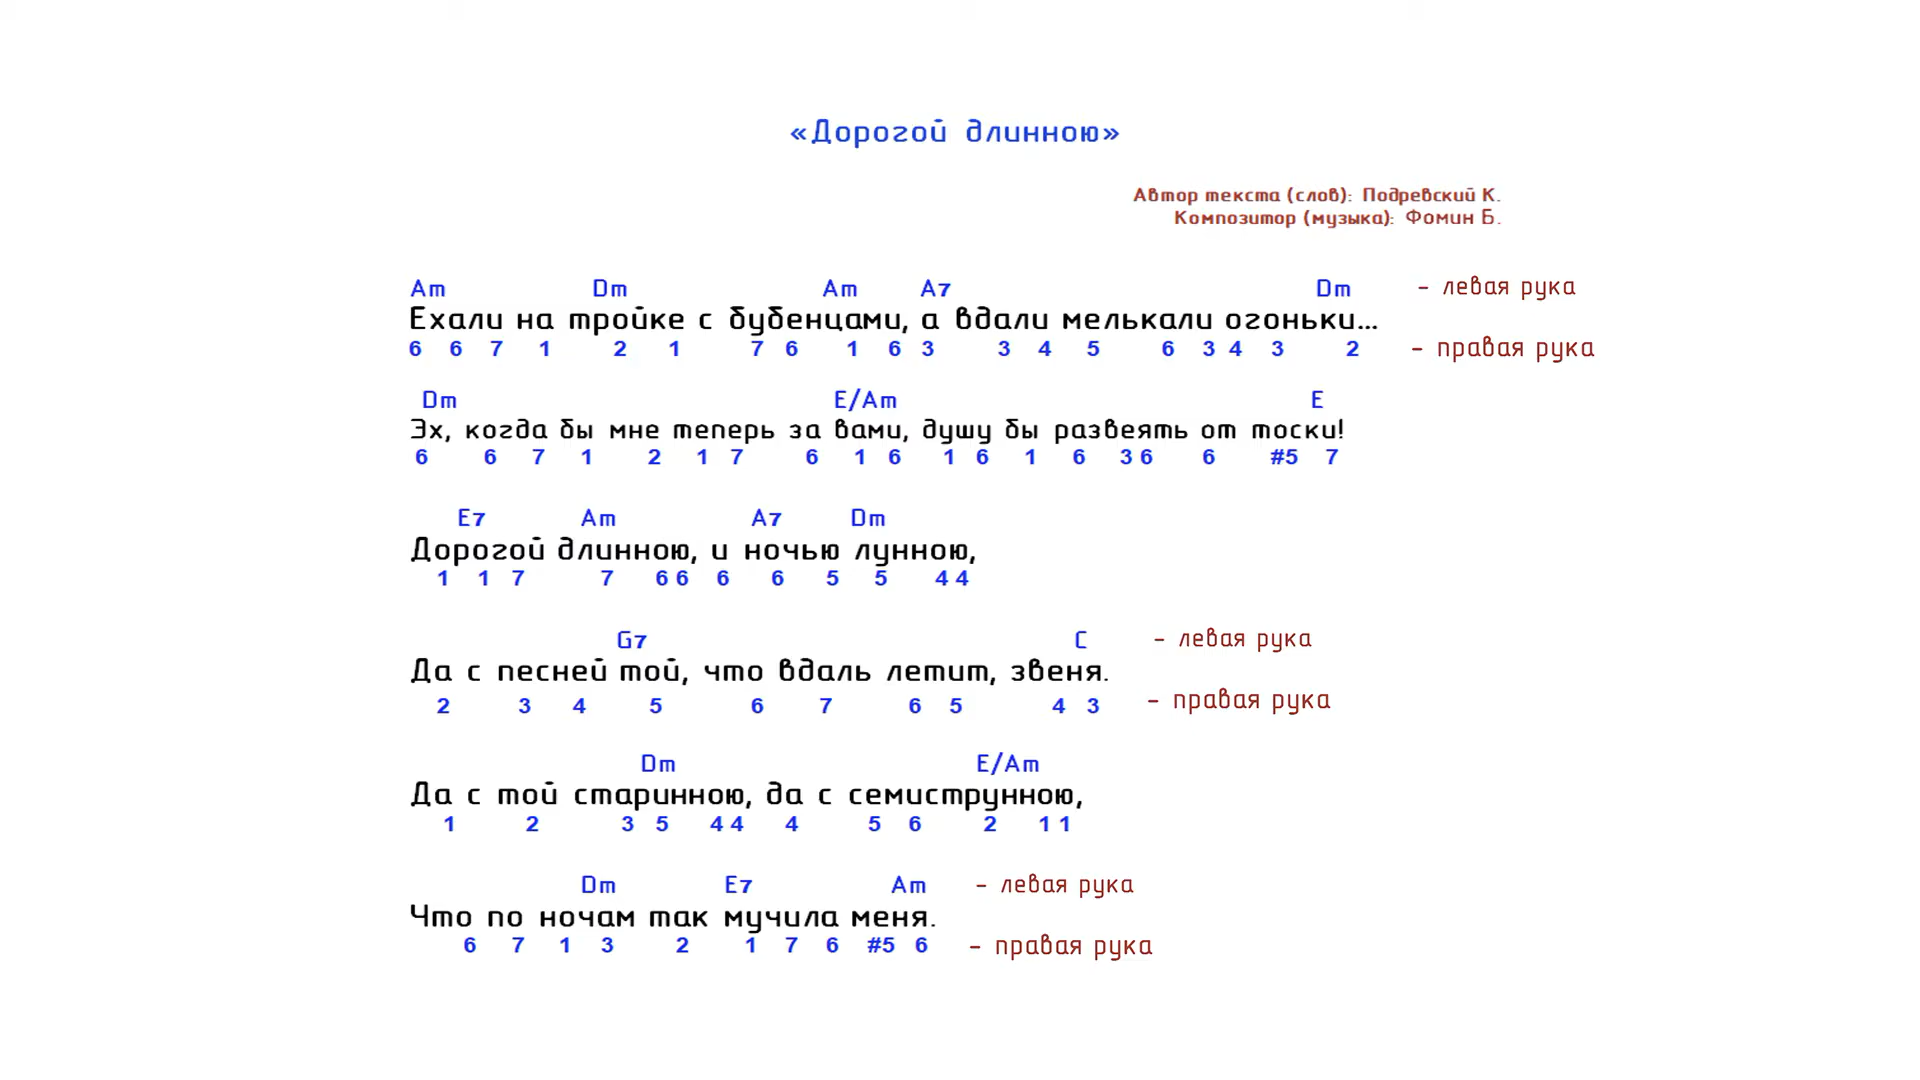 «Дорогой длинною»
Автор текста (слов): Подревский К.
Композитор (музыка): Фомин Б.
Am Dm Am A7 Dm - левая рука
Ехали на тройке с бубенцами, а вдали мелькали огоньки...
6 6 7 1 2 1 7 6 1 6 3 3 4 5 6 3 4 3 2 - правая рука
Dm E/Am E
Эх, когда бы мне теперь за вами, душу бы развеять от тоски!
6 6 7 1 2 1 7 6 1 6 1 6 1 6 3 6 6 #5 7
E7 Am A7 Dm
Дорогой длинною, и ночью лунною,
1 1 7 7 6 6 6 6 5 5 4 4
G7 C - левая рука
Да с песней той, что вдаль летит, звеня.
2 3 4 5 6 7 6 5 4 3 - правая рука
Dm E/Am
Да с той старинною, да с семиструнною,
1 2 3 5 4 4 4 5 6 2 1 1
Dm E7 Am - левая рука
Что по ночам так мучила меня.
6 7 1 3 2 1 7 6 #5 6 - правая рука